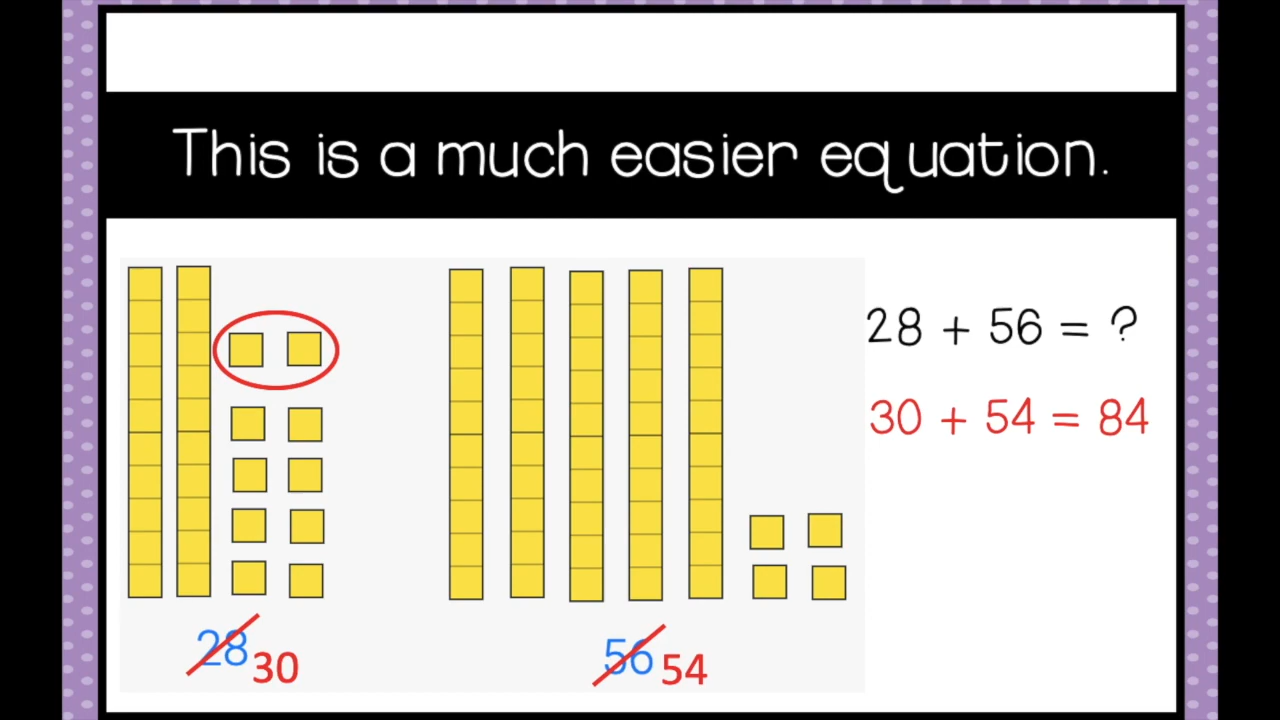 This is a much easier equation.
28 + 56 = ?
30 + 54 = 84
28 30
56 54